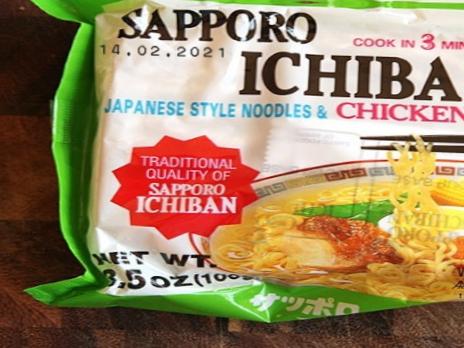 SAPPORO
14.02.2021
COOK IN 3 MIN
ICHIBA
JAPANESE STYLE NOODLES & CHICKEN
TRADITIONAL
QUALITY OF
SAPPORO
ICHIBAN
NET WT.
3,5 OZ (100
サッポロ